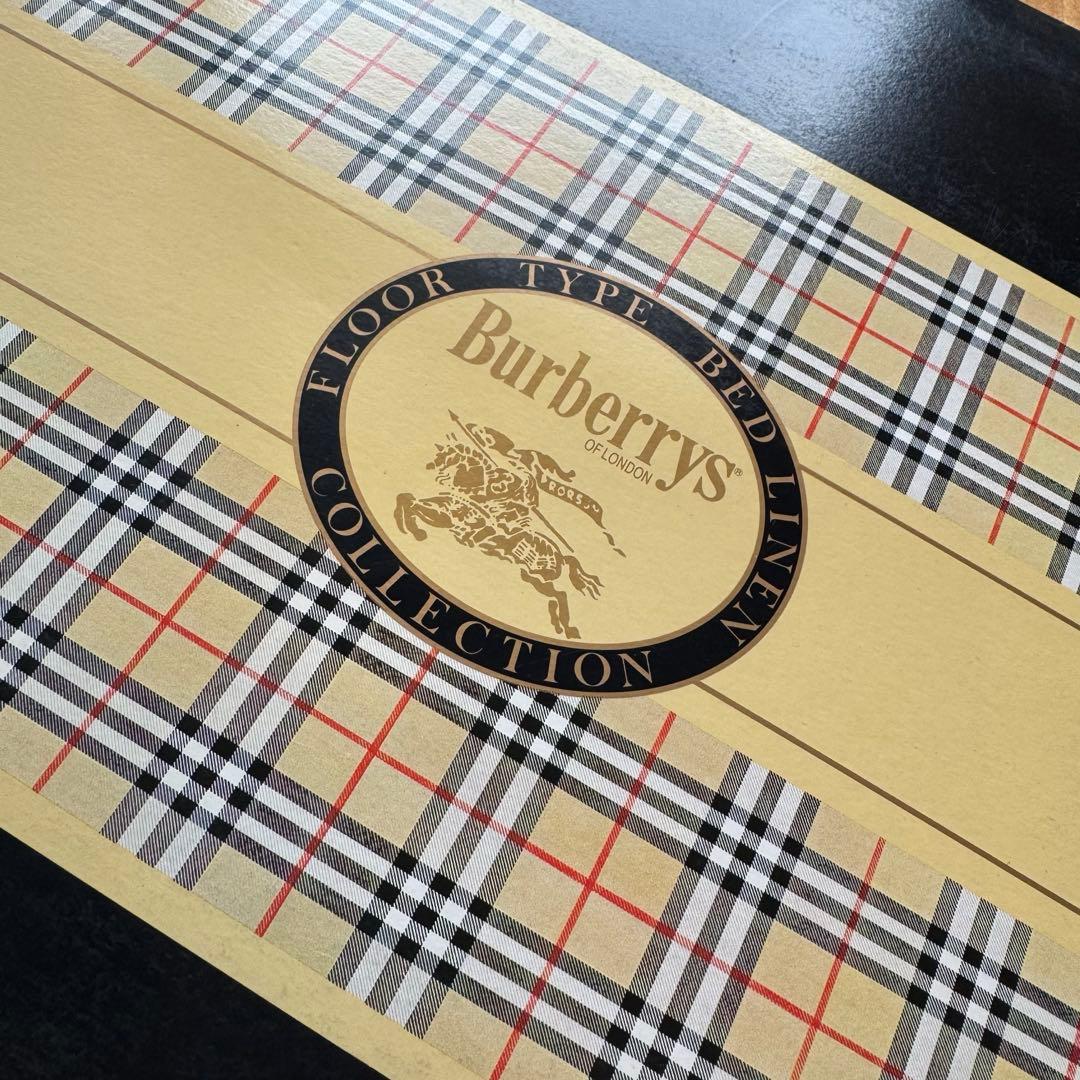 FLOOR TYPE BED LINEN
Burberrys®
OF LONDON
PRORSUM
COLLECTION